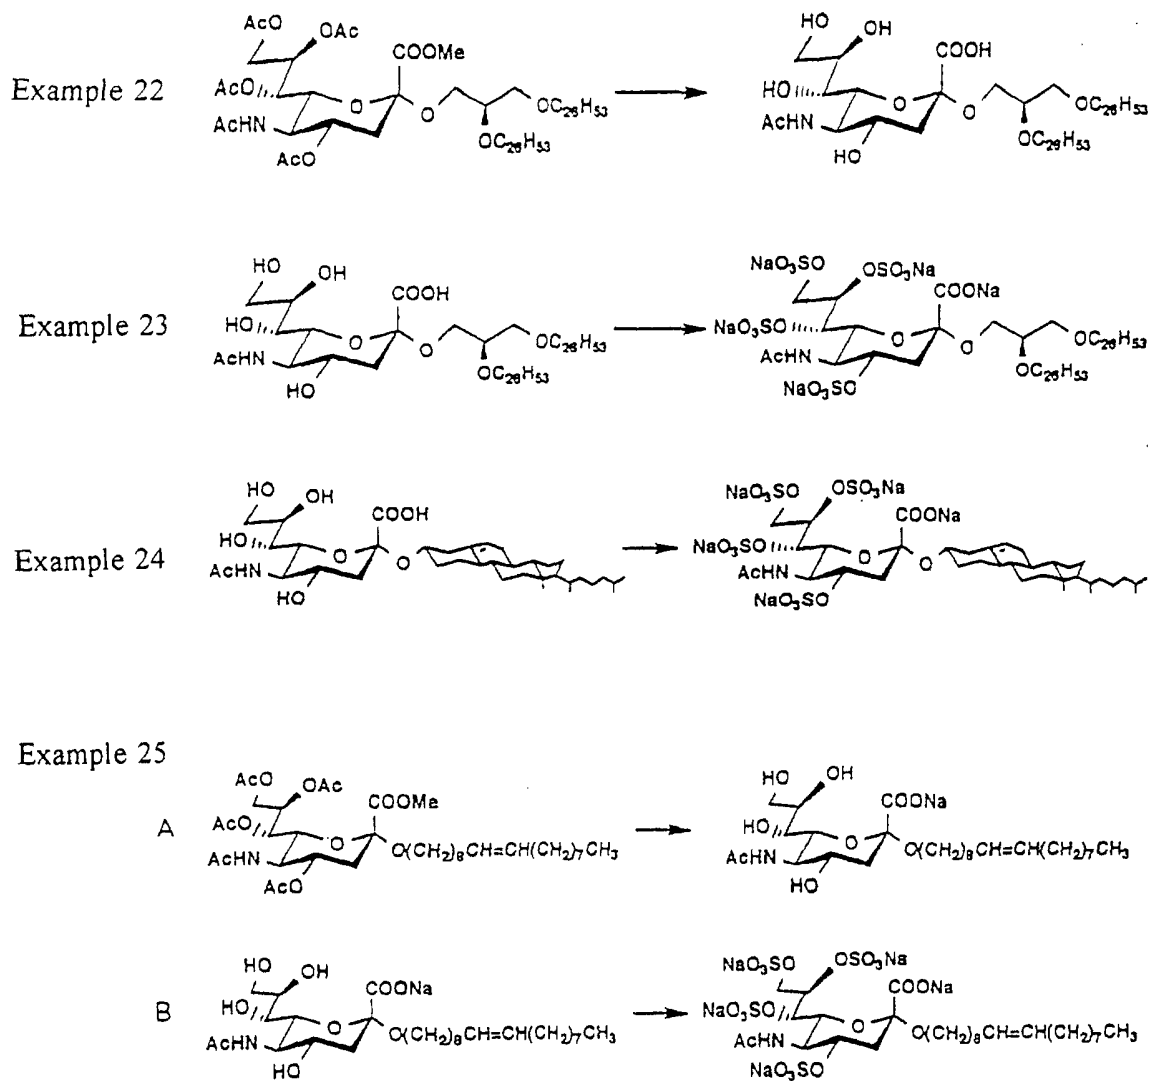 AcO OAc COOMe
AcO O OC₂₆H₅₃
AcHN O OC₂₆H₅₃
AcO
Example 22
HO OH COOH
HO O OC₂₆H₅₃
AcHN O OC₂₆H₅₃
HO
HO OH COOH
HO O OC₂₆H₅₃
AcHN O OC₂₆H₅₃
HO
Example 23
NaO₃SO OSO₃Na COONa
NaO₃SO O OC₂₆H₅₃
AcHN O OC₂₆H₅₃
NaO₃SO
HO OH COOH
HO O
AcHN O
HO
Example 24
NaO₃SO OSO₃Na COONa
NaO₃SO O
AcHN O
NaO₃SO
Example 25
A
AcO OAc COOMe
AcO O
AcHN O(CH₂)₈CH=CH(CH₂)₇CH₃
AcO
HO OH COONa
HO O
AcHN O(CH₂)₈CH=CH(CH₂)₇CH₃
HO
B
HO OH COONa
HO O
AcHN O(CH₂)₈CH=CH(CH₂)₇CH₃
HO
NaO₃SO OSO₃Na COONa
NaO₃SO O
AcHN O(CH₂)₈CH=CH(CH₂)₇CH₃
NaO₃SO